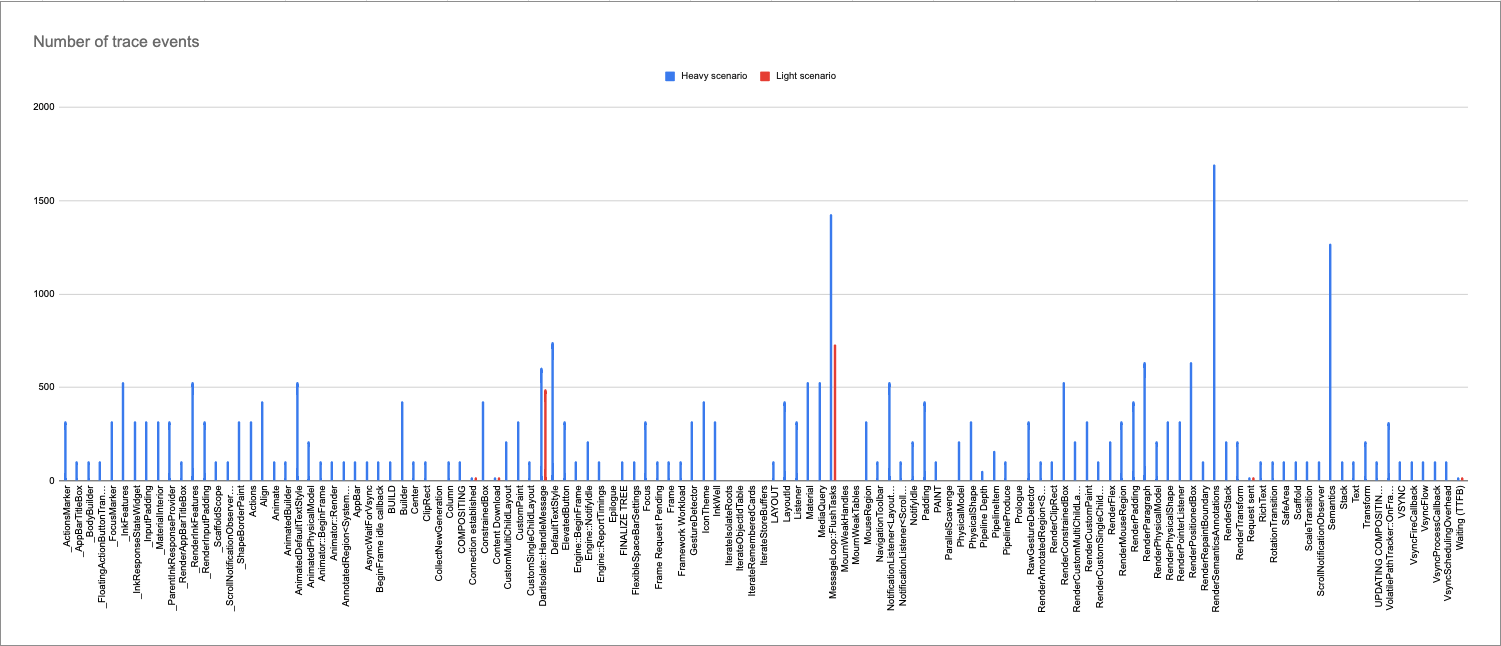 Number of trace events
Heavy scenario
Light scenario
2000
1500
1000
500
0
ActionsMarker
_AppBarTitleBox
_BodyBuilder
_FloatingActionButtonTran...
_FocusMarker
_InkFeatures
_InkResponseStateWidget
_InputPadding
_MaterialInterior
_ParentInkResponseProvider
_RenderAppBarTitleBox
_RenderInkFeatures
_RenderInputPadding
_ScaffoldScope
_ScrollNotificationObserver...
_ShapeBorderPaint
Actions
Align
Animate
AnimatedBuilder
AnimatedDefaultTextStyle
AnimatedPhysicalModel
Animator::BeginFrame
Animator::Render
AnnotatedRegion<System...
AppBar
AsyncWaitForVsync
BeginFrame idle callback
BUILD
Builder
Center
ClipRect
CollectNewGeneration
Column
COMPOSITING
Connection established
ConstrainedBox
Content Download
CustomMultiChildLayout
CustomPaint
CustomSingleChildLayout
DartIsolate::HandleMessage
DefaultTextStyle
ElevatedButton
Engine::BeginFrame
Engine::NotifyIdle
Engine::ReportTimings
Epilogue
FINALIZE TREE
FlexibleSpaceBarSettings
Focus
Frame Request Pending
Frame
Framework Workload
GestureDetector
IconTheme
InkWell
IterateIsolateRoots
IterateObjectIdTable
IterateRememberedCards
IterateStoreBuffers
LAYOUT
LayoutId
Listener
Material
MediaQuery
MessageLoop::FlushTasks
MournWeakHandles
MournWeakTables
MouseRegion
NavigationToolbar
NotificationListener<Layout...
NotificationListener<Scroll...
NotifyIdle
Padding
PAINT
ParallelScavenge
PhysicalModel
PhysicalShape
Pipeline Depth
PipelineItem
PipelineProduce
Prologue
RawGestureDetector
RenderAnnotatedRegion<S...
RenderClipRect
RenderConstrainedBox
RenderCustomMultiChildLa...
RenderCustomPaint
RenderCustomSingleChild...
RenderFlex
RenderMouseRegion
RenderPadding
RenderParagraph
RenderPhysicalModel
RenderPhysicalShape
RenderPointerListener
RenderPositionedBox
RenderRepaintBoundary
RenderSemanticsAnnotations
RenderStack
RenderTransform
Request sent
RichText
RotationTransition
SafeArea
Scaffold
ScaleTransition
ScrollNotificationObserver
Semantics
Stack
Text
Transform
UPDATING COMPOSITIN...
VolatilePathTracker::OnFra...
VSYNC
VsyncFireCallback
VsyncFlow
VsyncProcessCallback
VsyncSchedulingOverhead
Waiting (TTFB)